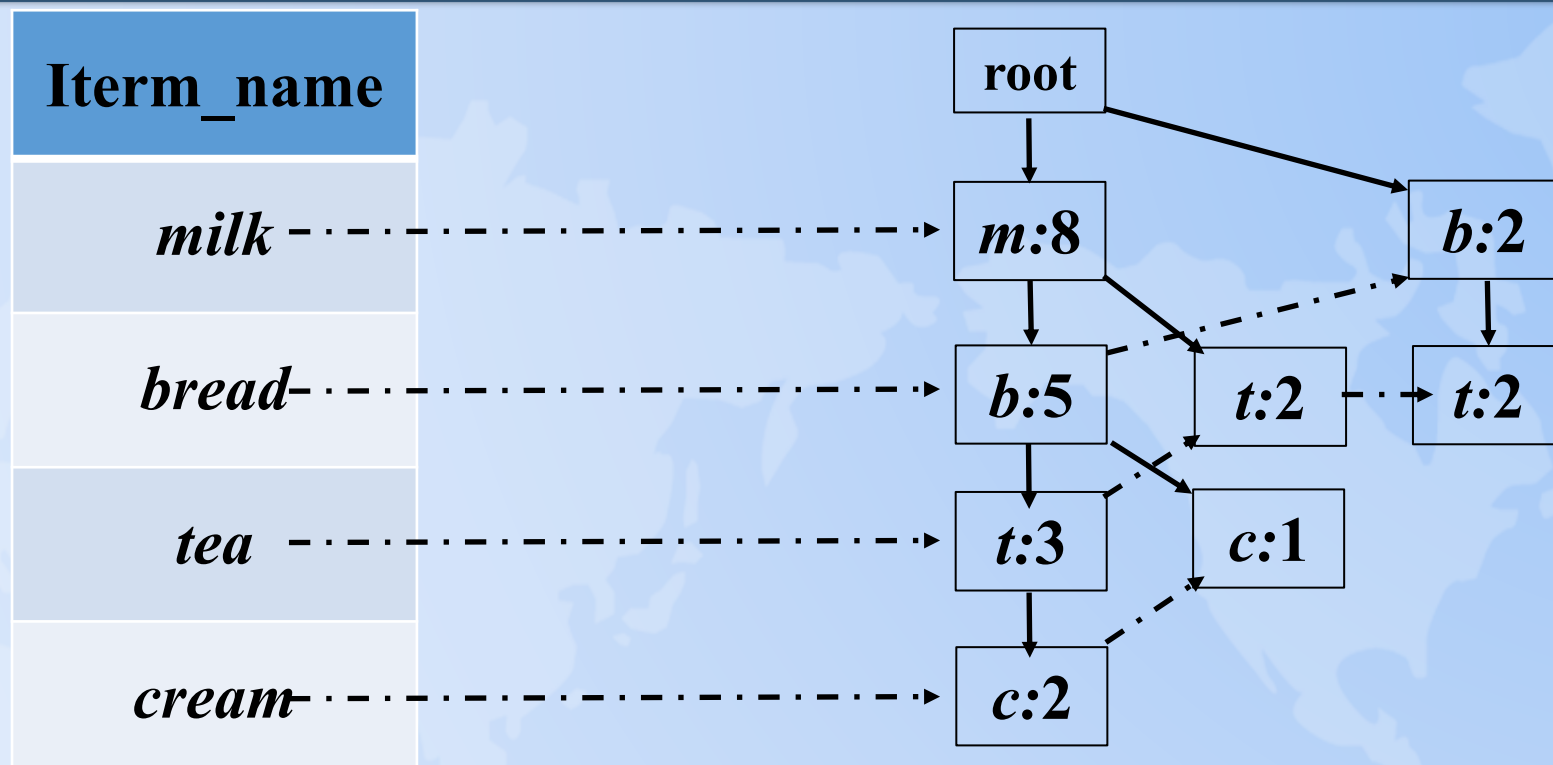 Iterm_name
root
milk
m:8
b:2
bread
b:5
t:2
t:2
tea
t:3
c:1
cream
c:2